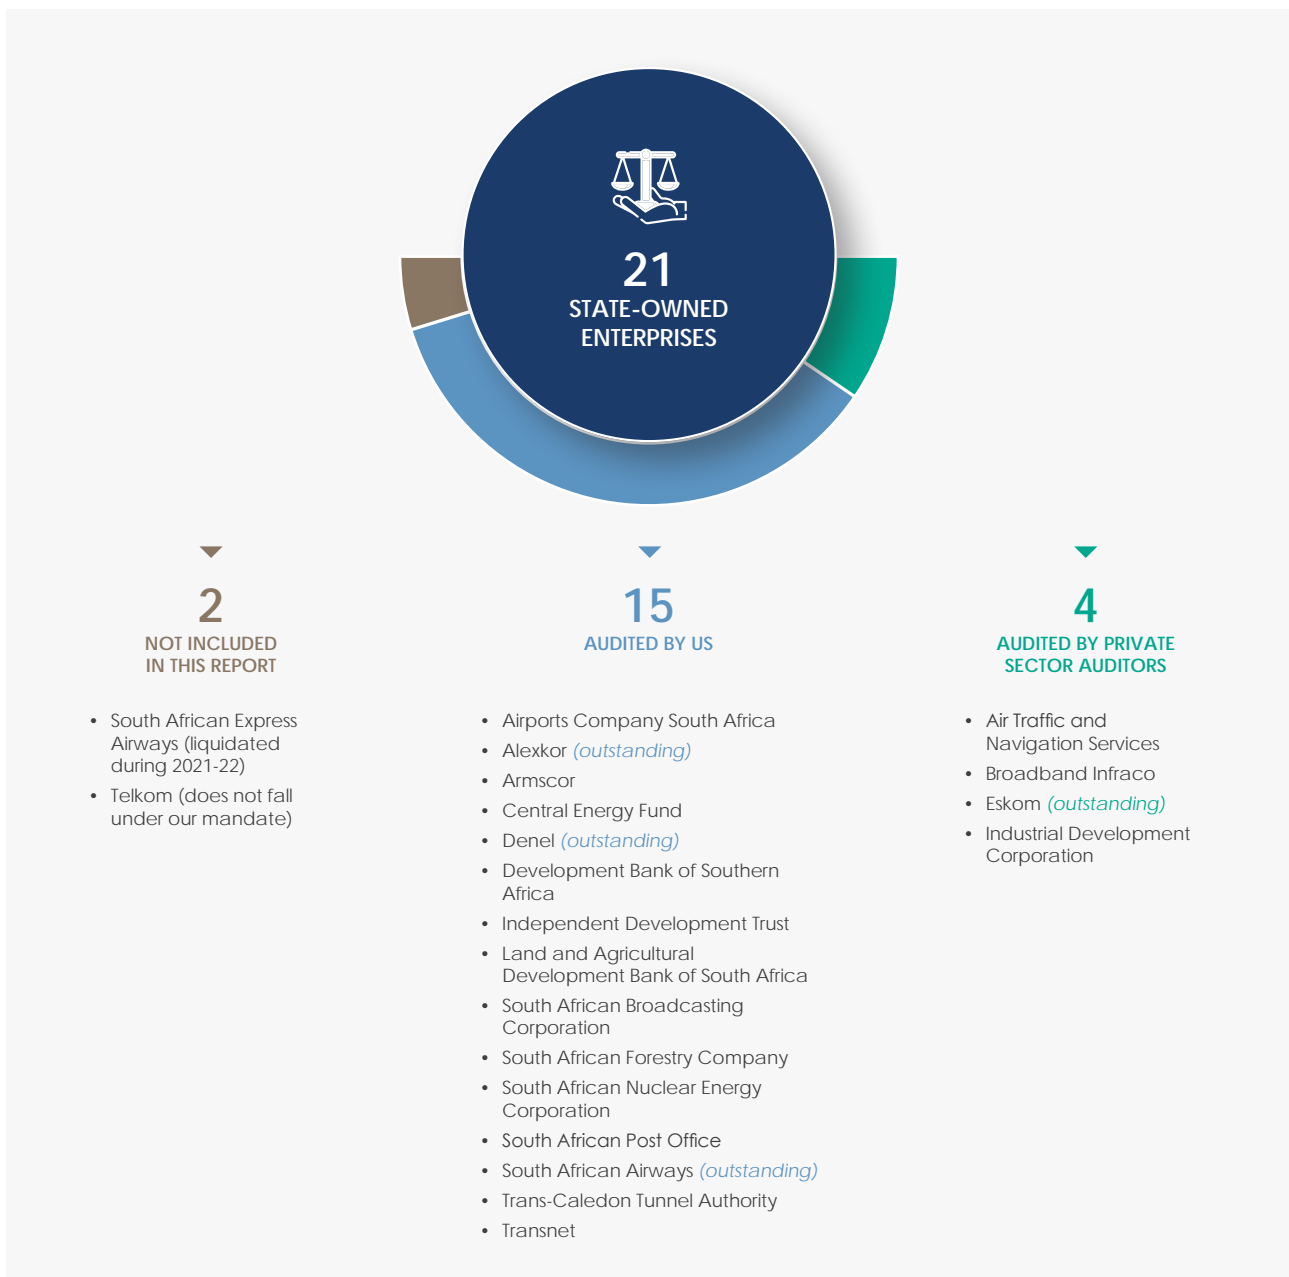 21
STATE-OWNED
ENTERPRISES
2
NOT INCLUDED
IN THIS REPORT
• South African Express
Airways (liquidated
during 2021-22)
• Telkom (does not fall
under our mandate)
15
AUDITED BY US
• Airports Company South Africa
• Alexkor (outstanding)
• Armscor
• Central Energy Fund
• Denel (outstanding)
• Development Bank of Southern
Africa
• Independent Development Trust
• Land and Agricultural
Development Bank of South Africa
• South African Broadcasting
Corporation
• South African Forestry Company
• South African Nuclear Energy
Corporation
• South African Post Office
• South African Airways (outstanding)
• Trans-Caledon Tunnel Authority
• Transnet
4
AUDITED BY PRIVATE
SECTOR AUDITORS
• Air Traffic and
Navigation Services
• Broadband Infraco
• Eskom (outstanding)
• Industrial Development
Corporation